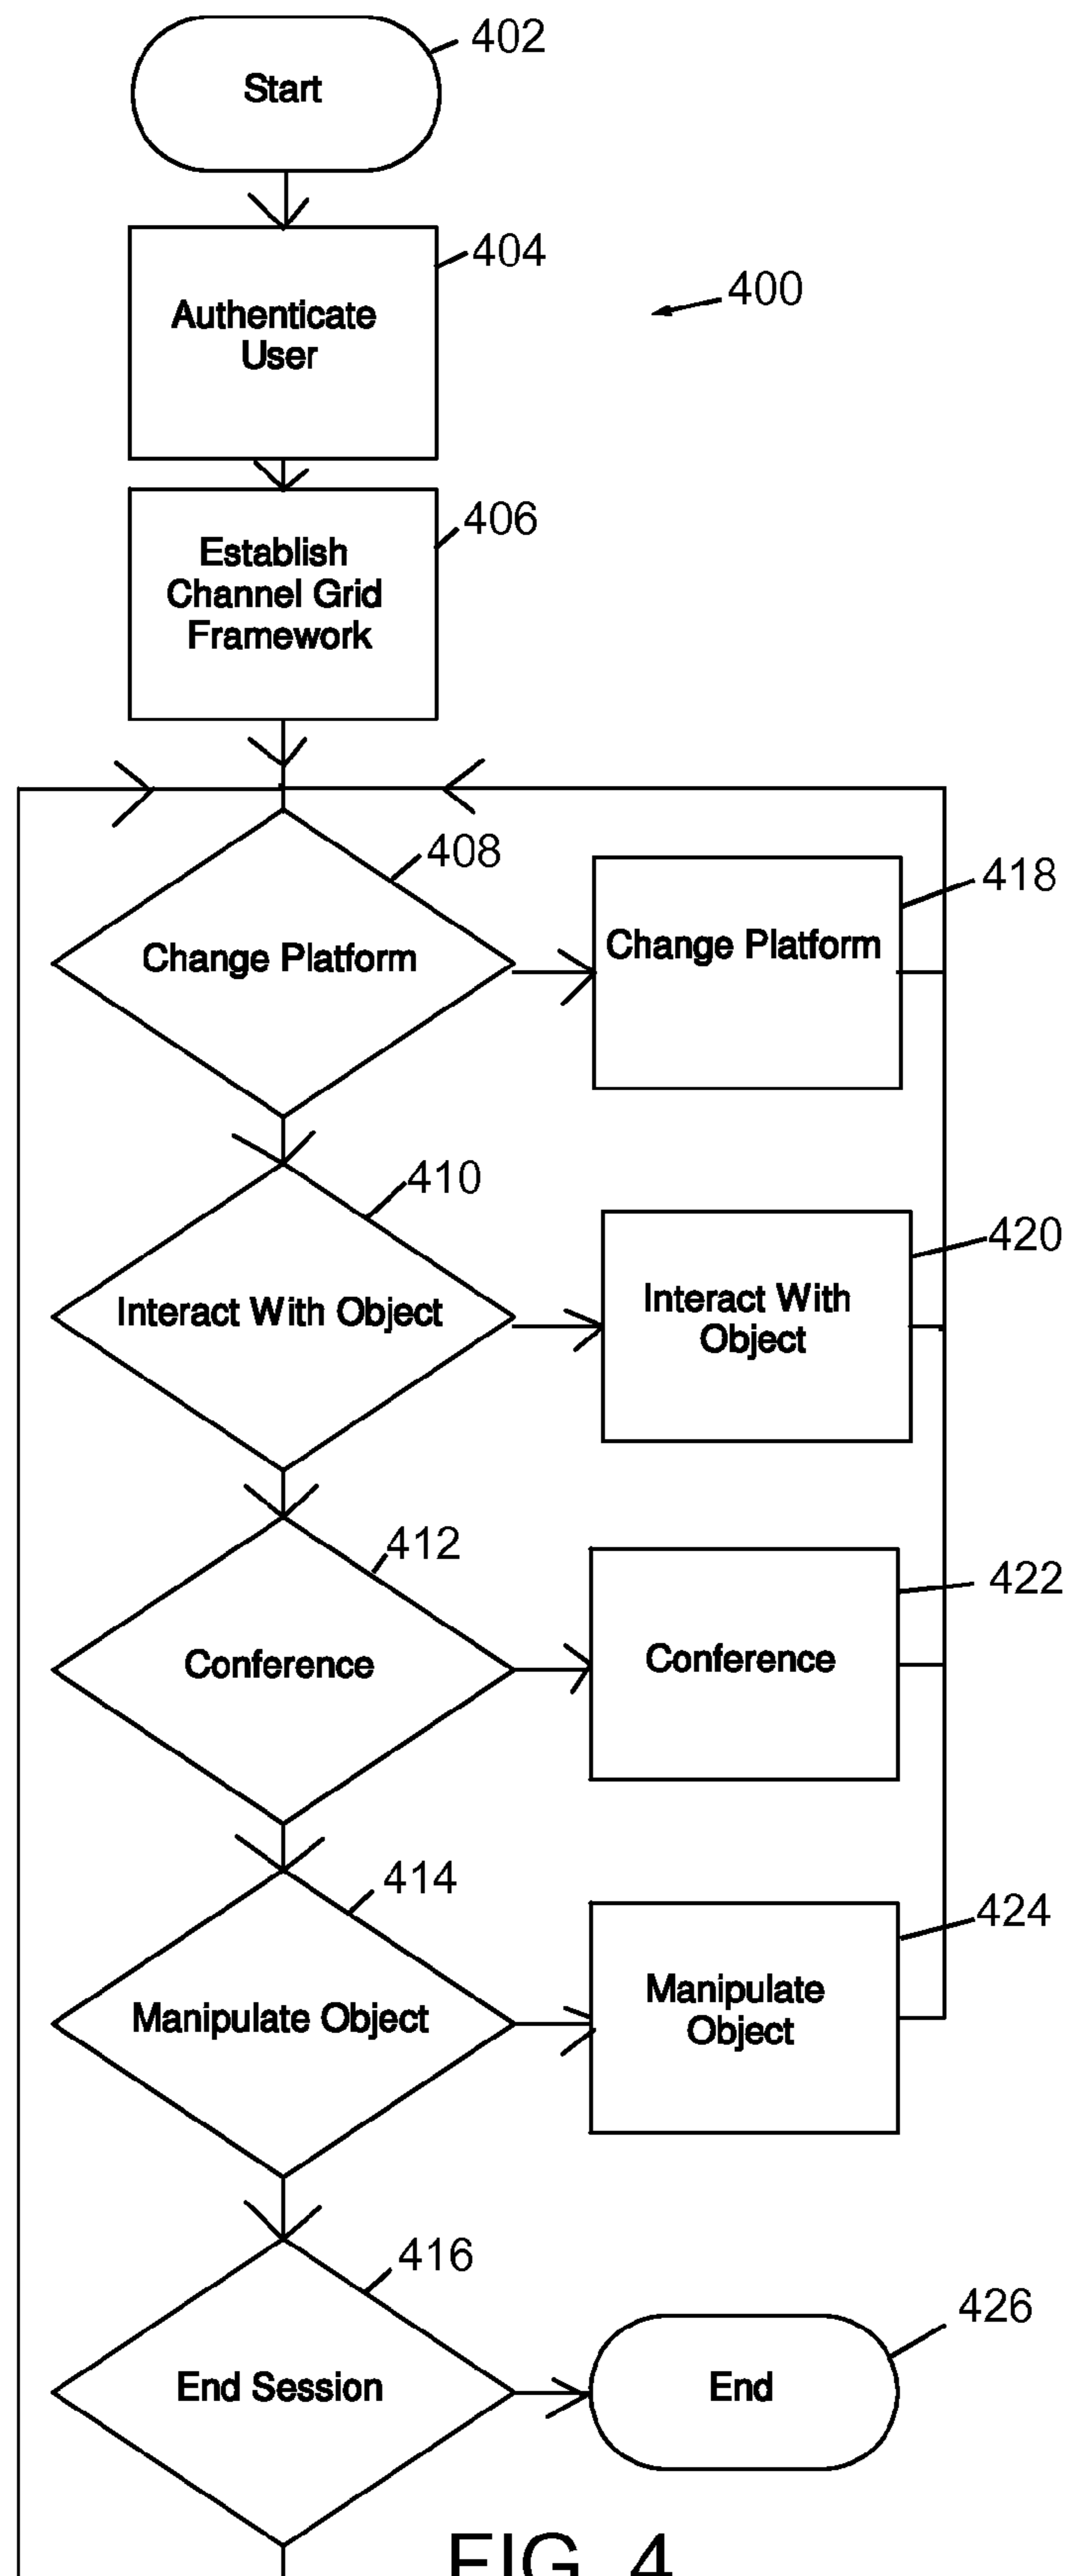 402
Start
404
400
Authenticate
User
406
Establish
Channel Grid
Framework
408
418
Change Platform
Change Platform
410
420
Interact With Object
Interact With
Object
412
422
Conference
Conference
414
424
Manipulate Object
Manipulate
Object
416
426
End Session
End
FIG. 4